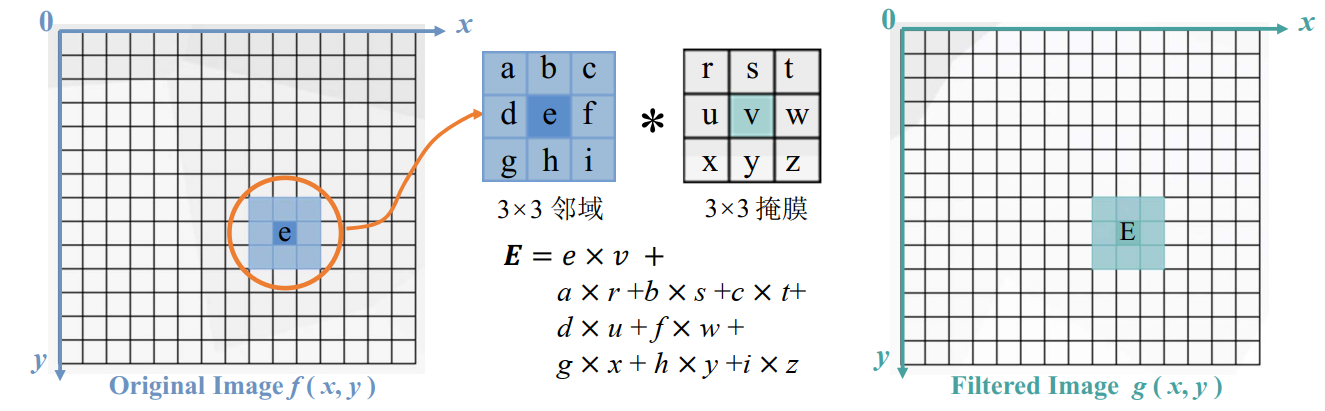 0
x
y
e
Original Image f ( x, y )
a b c
d e f
g h i
3×3 邻域
*
r s t
u v w
x y z
3×3 掩膜
E = e × v +
a × r +b × s +c × t+
d × u + f × w +
g × x + h × y +i × z
0
x
y
E
Filtered Image g ( x, y )